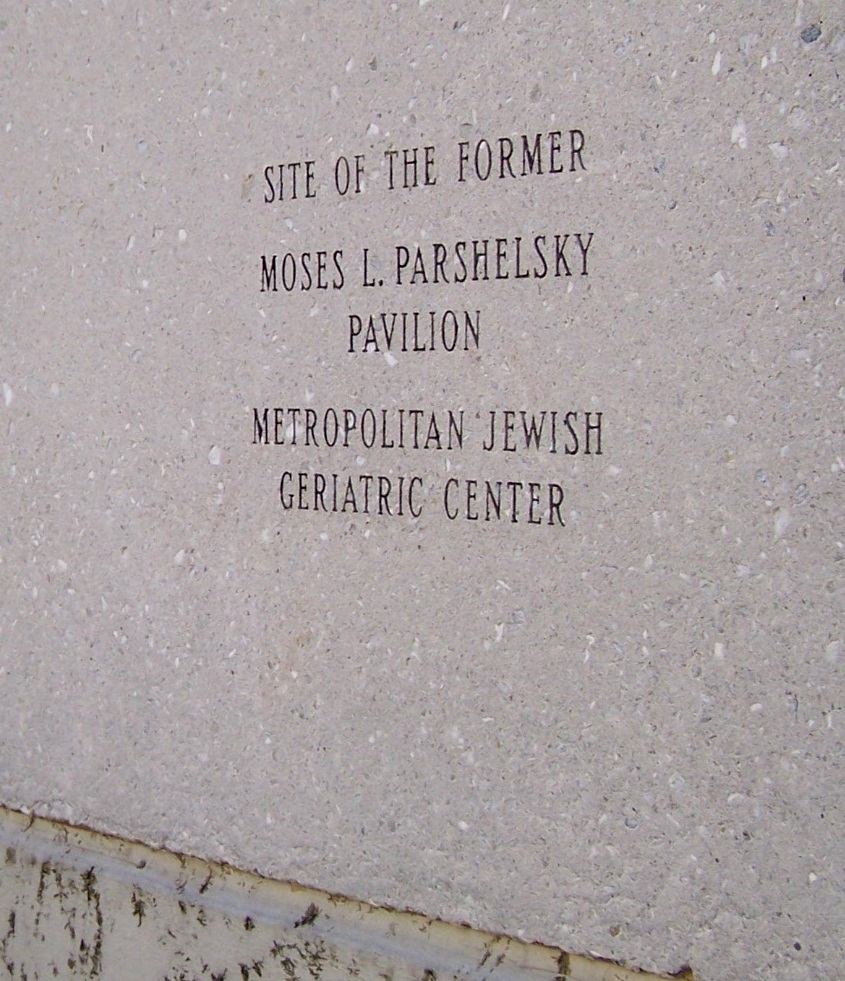 SITE OF THE FORMER
MOSES L. PARSHELSKY
PAVILION
METROPOLITAN JEWISH
GERIATRIC CENTER